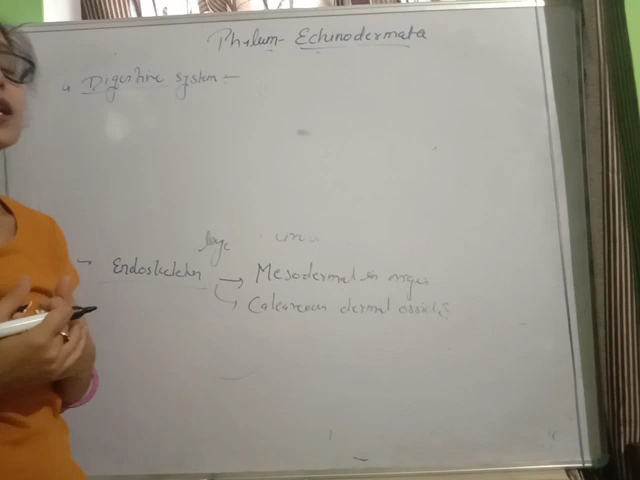 Phylum - Echinodermata
Digestive system :-
Endoskeleton → Mesodermal in origin
→ Calcareous dermal ossicles